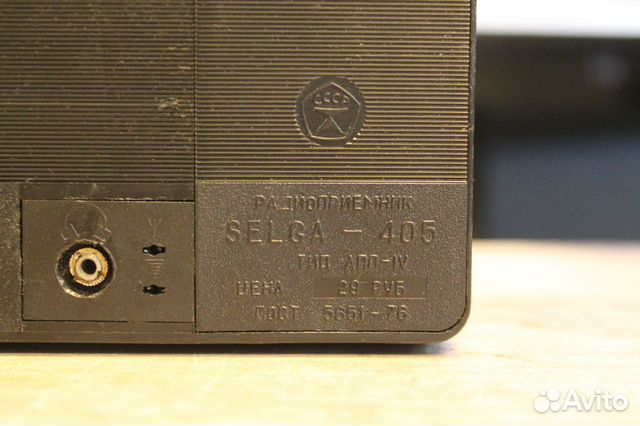 СССР
РАДИОПРИЕМНИК
SELGA - 405
ТИП АПП-IV
ЦЕНА 29 РУБ
ГОСТ 5651-76
Avito